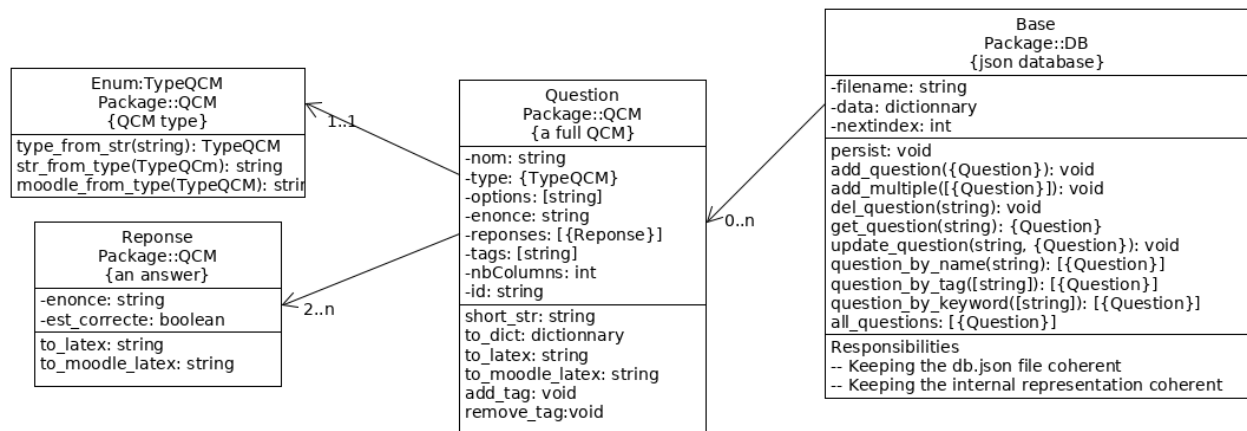 Enum:TypeQCM
Package::QCM
{QCM type}
type_from_str(string): TypeQCM
str_from_type(TypeQCm): string
moodle_from_type(TypeQCM): strin
1..1
Reponse
Package::QCM
{an answer}
-enonce: string
-est_correcte: boolean
to_latex: string
to_moodle_latex: string
2..n
Question
Package::QCM
{a full QCM}
-nom: string
-type: {TypeQCM}
-options: [string]
-enonce: string
-reponses: [{Reponse}]
-tags: [string]
-nbColumns: int
-id: string
short_str: string
to_dict: dictionnary
to_latex: string
to_moodle_latex: string
add_tag: void
remove_tag:void
0..n
Base
Package::DB
{json database}
-filename: string
-data: dictionnary
-nextindex: int
persist: void
add_question({Question}): void
add_multiple([{Question}]): void
del_question(string): void
get_question(string): {Question}
update_question(string, {Question}): void
question_by_name(string): [{Question}]
question_by_tag([string]): [{Question}]
question_by_keyword([string]): [{Question}]
all_questions: [{Question}]
Responsibilities
-- Keeping the db.json file coherent
-- Keeping the internal representation coherent